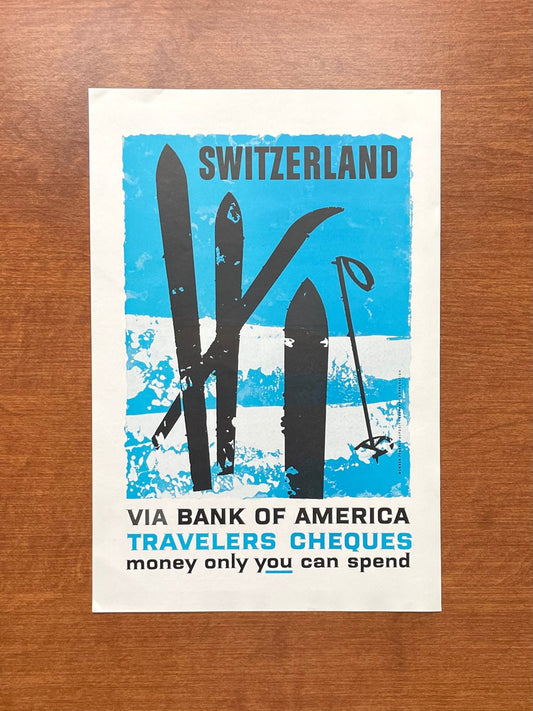 SWITZERLAND
VIA BANK OF AMERICA
TRAVELERS CHEQUES
money only you can spend